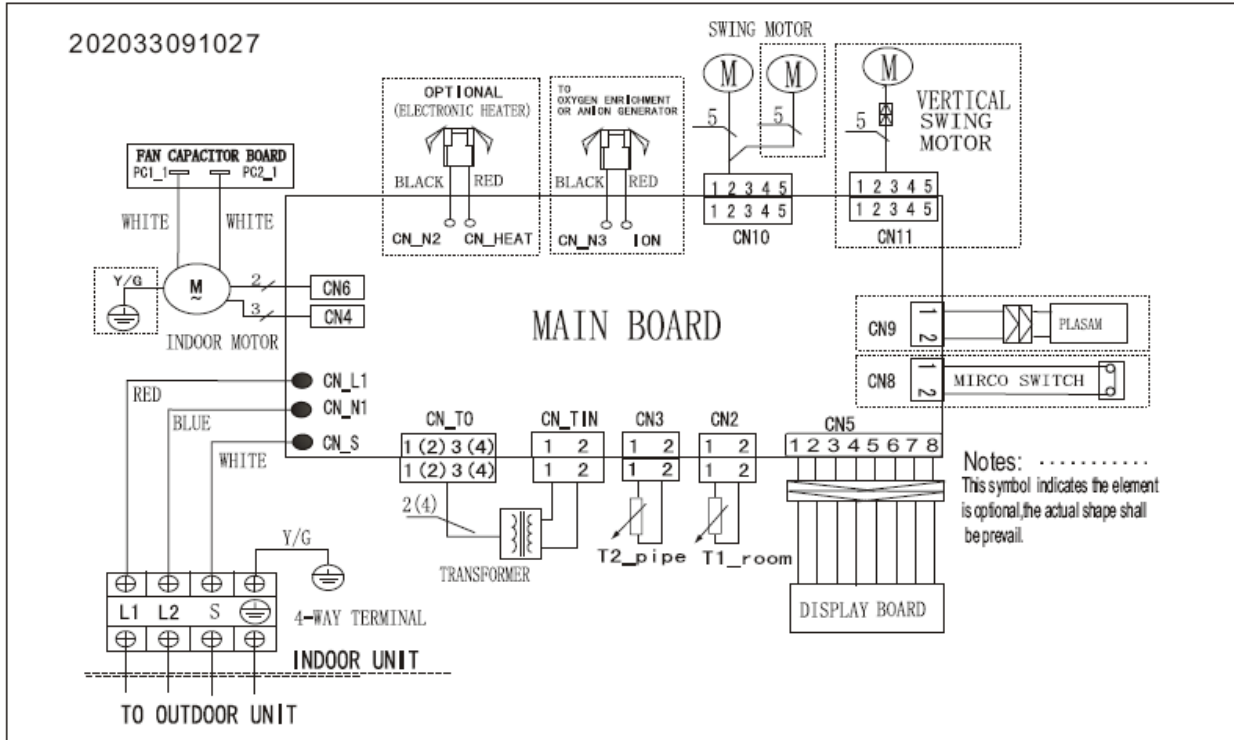 202033091027
SWING MOTOR
M
M
5
5
M
5
VERTICAL
SWING
MOTOR
OPTIONAL
(ELECTRONIC HEATER)
BLACK
RED
CN_N2
CN_HEAT
TO
OXYGEN ENRICHMENT
OR ANION GENERATOR
BLACK
RED
CN_N3
ION
1 2 3 4 5
1 2 3 4 5
CN10
1 2 3 4 5
1 2 3 4 5
CN11
FAN CAPACITOR BOARD
PC1_1
PC2_1
WHITE
WHITE
Y/G
M
~
2
3
CN6
CN4
INDOOR MOTOR
MAIN BOARD
CN9
1
2
PLASAM
CN8
1
2
MIRCO SWITCH
RED
CN_L1
BLUE
CN_N1
WHITE
CN_S
CN_TO
1(2)3(4)
1(2)3(4)
2(4)
TRANSFORMER
CN_TIN
1 2
1 2
CN3
1 2
1 2
T2_pipe
CN2
1 2
1 2
T1_room
CN5
1 2 3 4 5 6 7 8
DISPLAY BOARD
Notes: ··········
This symbol indicates the element
is optional,the actual shape shall
be prevail.
Y/G
L1 L2 S
4-WAY TERMINAL
INDOOR UNIT
TO OUTDOOR UNIT